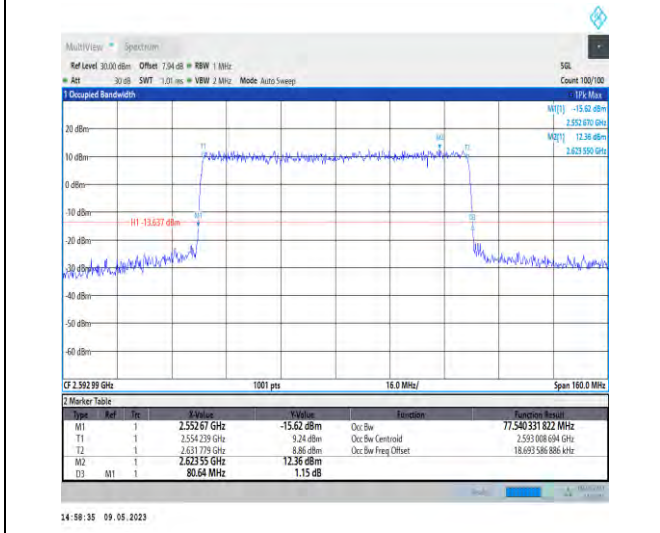 MultiView Spectrum
Ref Level 30.00 dBm Offset 7.94 dB RBW 1 MHz SGL
Att 30 dB SWT 1.01 ms VBW 2 MHz Mode Auto Sweep Count 100/100
1 Occupied Bandwidth 1Pk Max
M1[1] -15.62 dBm
2.552 670 GHz
20 dBm
M2[1] 12.36 dBm
2.623 550 GHz
M2
T1 T2
10 dBm
0 dBm
-10 dBm
M1 D3
H1 -13.637 dBm
-20 dBm
-30 dBm
-40 dBm
-50 dBm
-60 dBm
CF 2.592 99 GHz 1001 pts 16.0 MHz/ Span 160.0 MHz
2 Marker Table
Type Ref Trc X-Value Y-Value Function Function Result
M1 1 2.552 67 GHz -15.62 dBm Occ Bw 77.540 331 822 MHz
T1 1 2.554 239 GHz 9.24 dBm Occ Bw Centroid 2.593 008 694 GHz
T2 1 2.631 779 GHz 8.86 dBm Occ Bw Freq Offset 18.693 586 886 kHz
M2 1 2.623 55 GHz 12.36 dBm
D3 M1 1 80.64 MHz 1.15 dB
14:58:35 09.05.2023